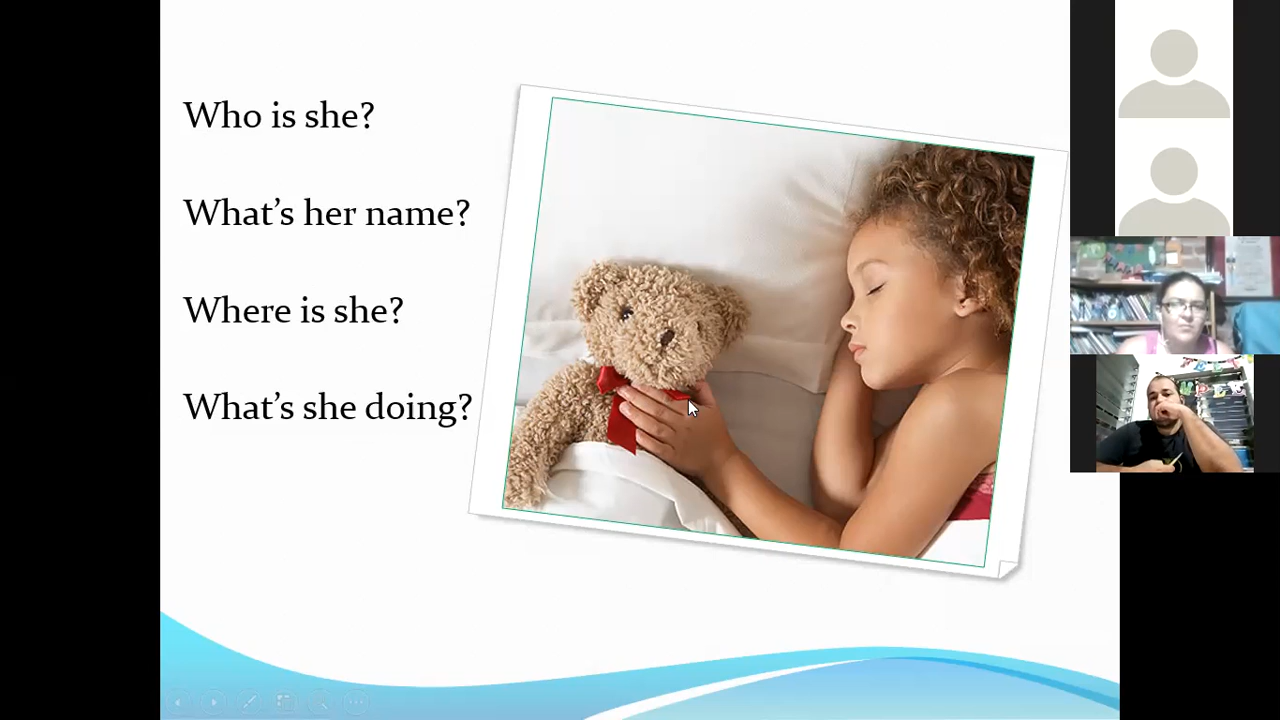 Who is she?
What's her name?
Where is she?
What's she doing?